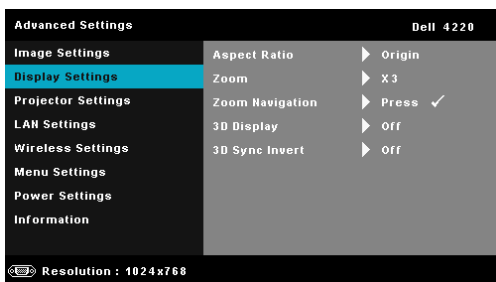 Advanced Settings Dell 4220
Image Settings
Display Settings
Projector Settings
LAN Settings
Wireless Settings
Menu Settings
Power Settings
Information
Aspect Ratio Origin
Zoom X3
Zoom Navigation Press ✓
3D Display Off
3D Sync Invert Off
Resolution : 1024x768